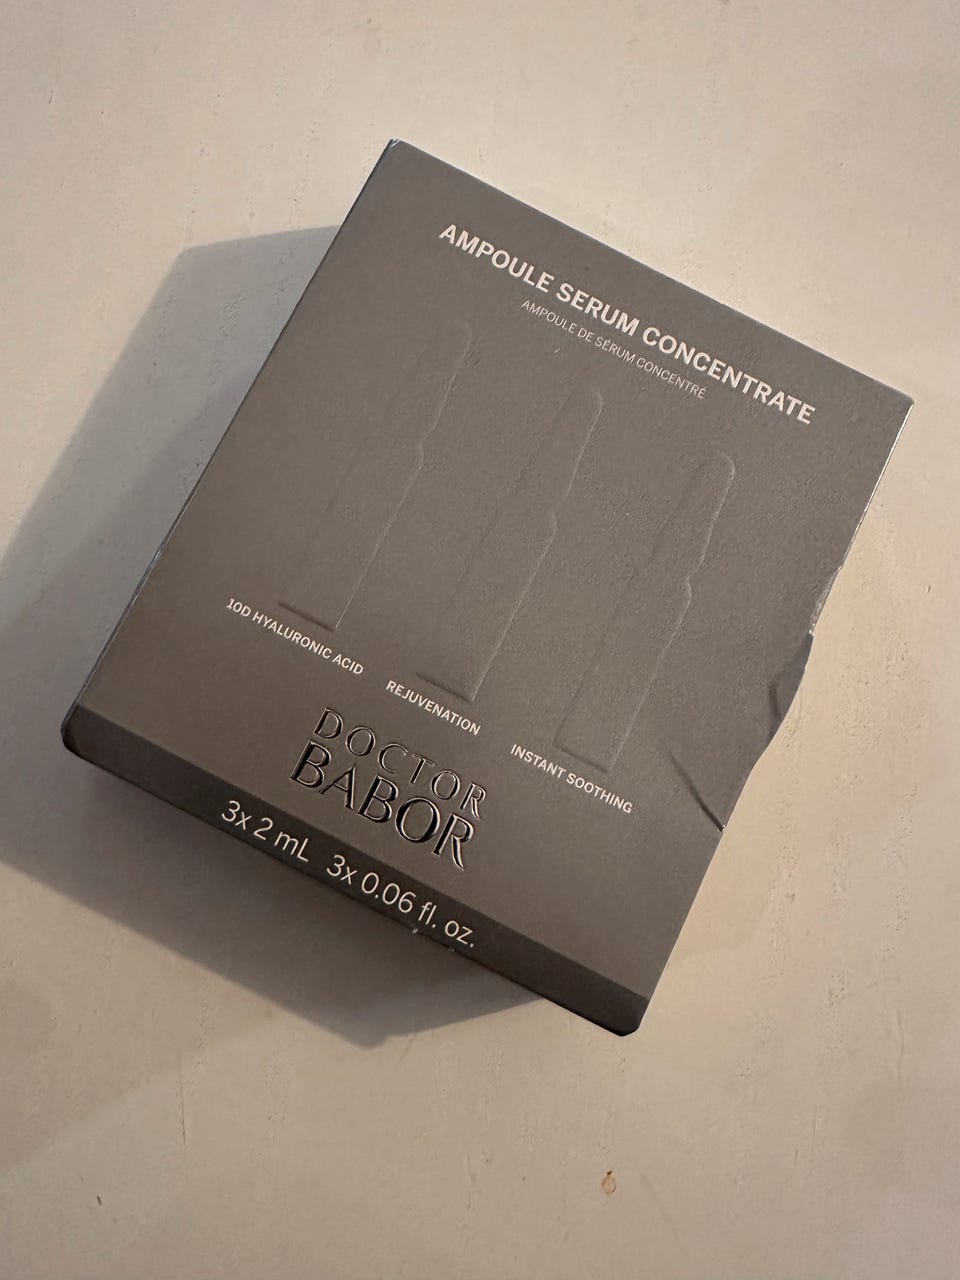 AMPOULE SERUM CONCENTRATE
AMPOULE DE SÉRUM CONCENTRÉ
10D HYALURONIC ACID
REJUVENATION
INSTANT SOOTHING
DOCTOR
BABOR
3x 2 mL 3x 0.06 fl. oz.